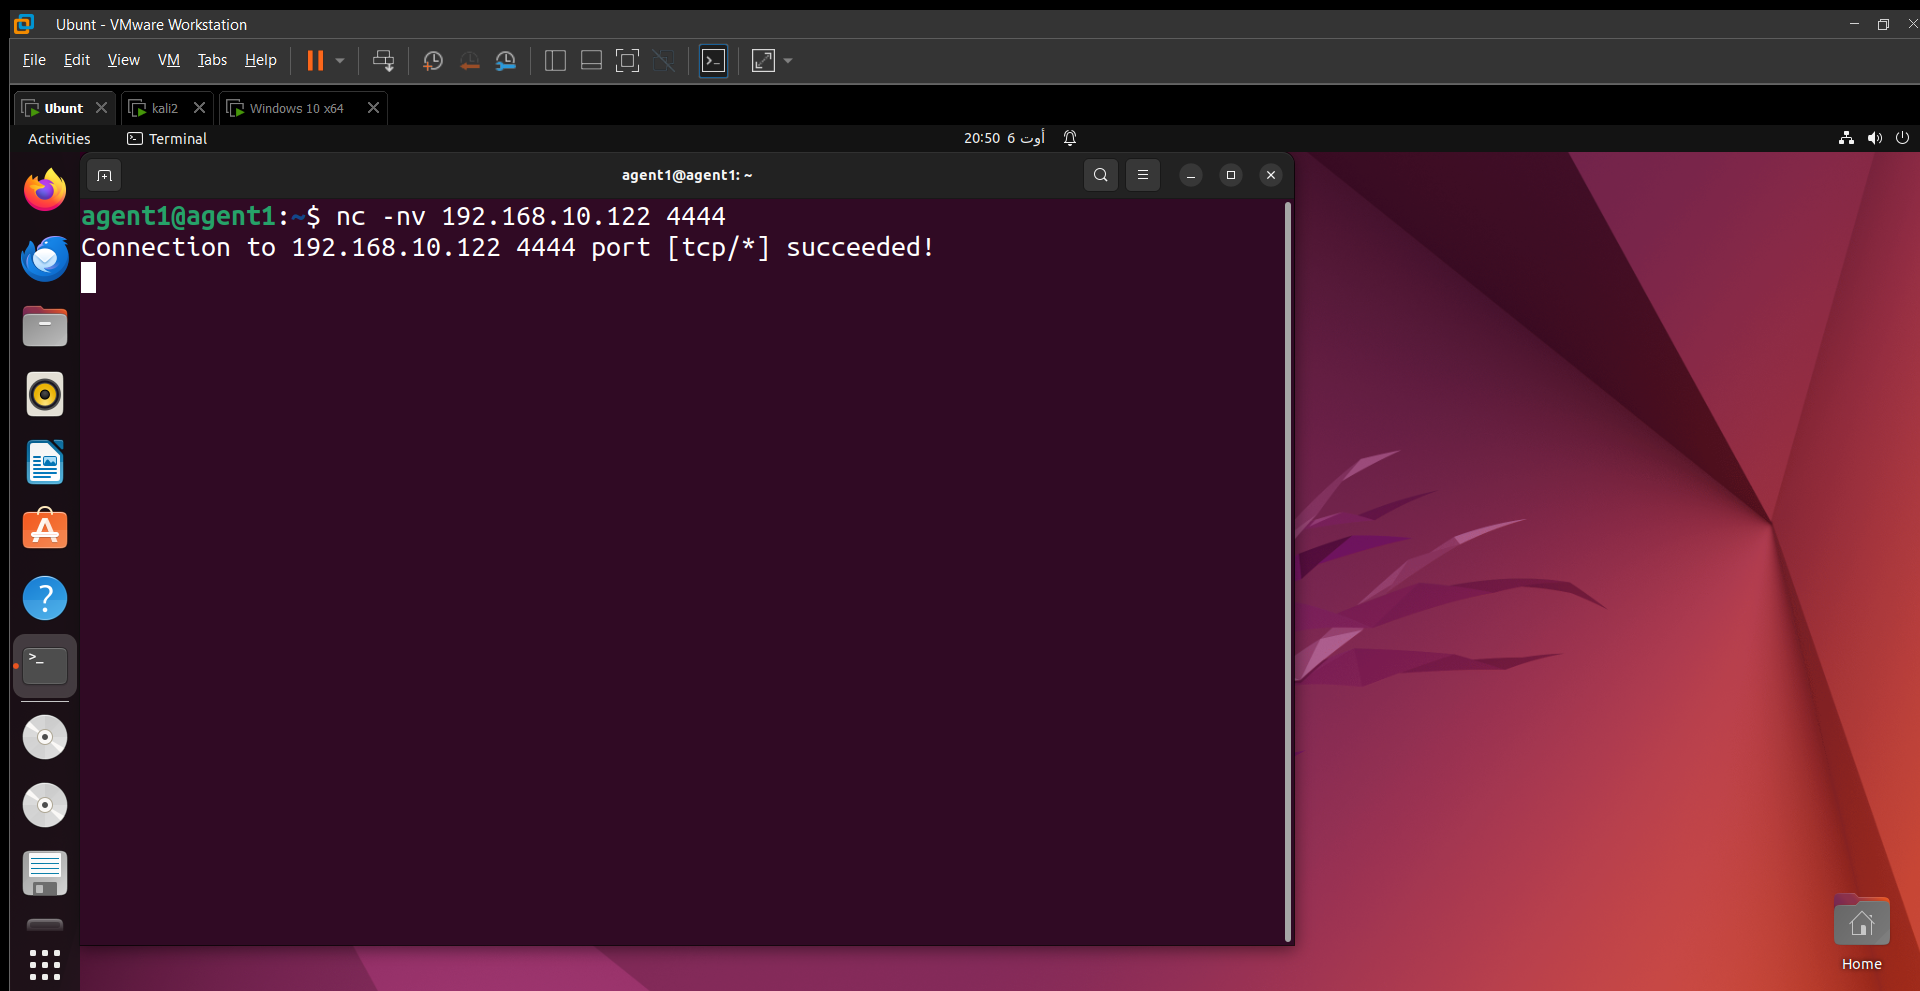 Ubunt - VMware Workstation
File Edit View VM Tabs Help
Ubunt kali2 Windows 10 x64
Activities Terminal 20:50 6 أوت
agent1@agent1: ~
agent1@agent1:~$ nc -nv 192.168.10.122 4444
Connection to 192.168.10.122 4444 port [tcp/*] succeeded!
Home